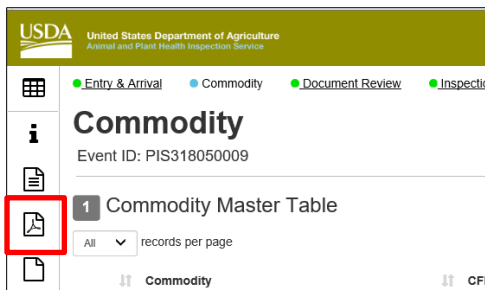 USDA
United States Department of Agriculture
Animal and Plant Health Inspection Service
Entry & Arrival Commodity Document Review
Commodity
Event ID: PIS318050009
1 Commodity Master Table
All records per page
Commodity